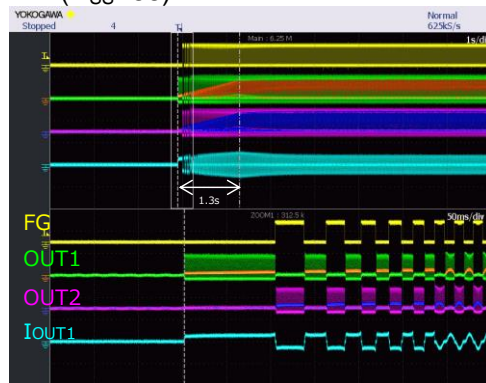 YOKOGAWA
Stopped
4
Normal
625kS/s
Main : 6.25 M
1s/di
1.3s
ZOOM1 : 312.5 k
50ms/div
FG
OUT1
OUT2
IOUT1